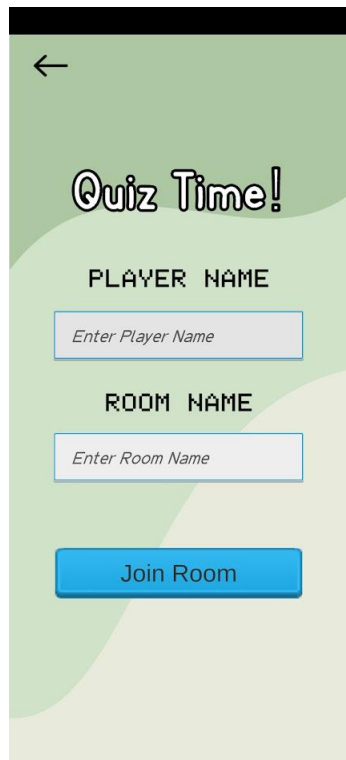 Quiz Time!
PLAYER NAME
Enter Player Name
ROOM NAME
Enter Room Name
Join Room